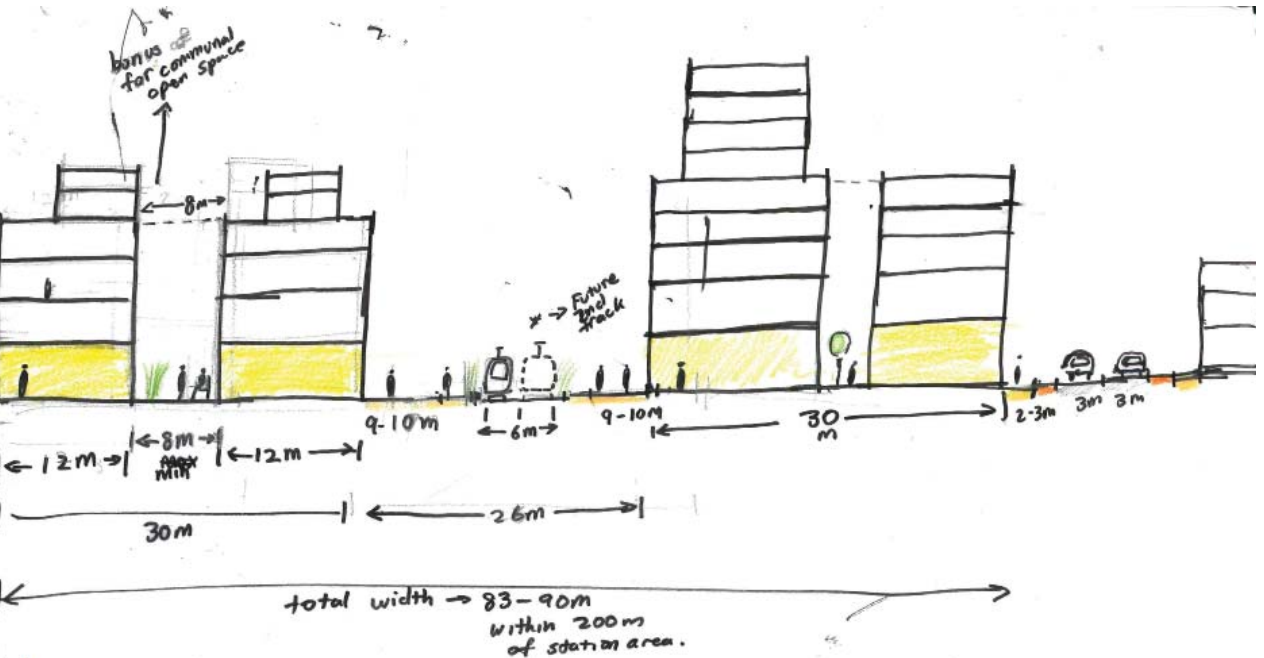 bonus of
for communal
open space
8m
* → Future
2nd
track
9-10m
6m
9-10m
30
m
2-3m
3m
3m
12m
8m
min
12m
30m
26m
total width → 83-90m
within 200m
of station area.